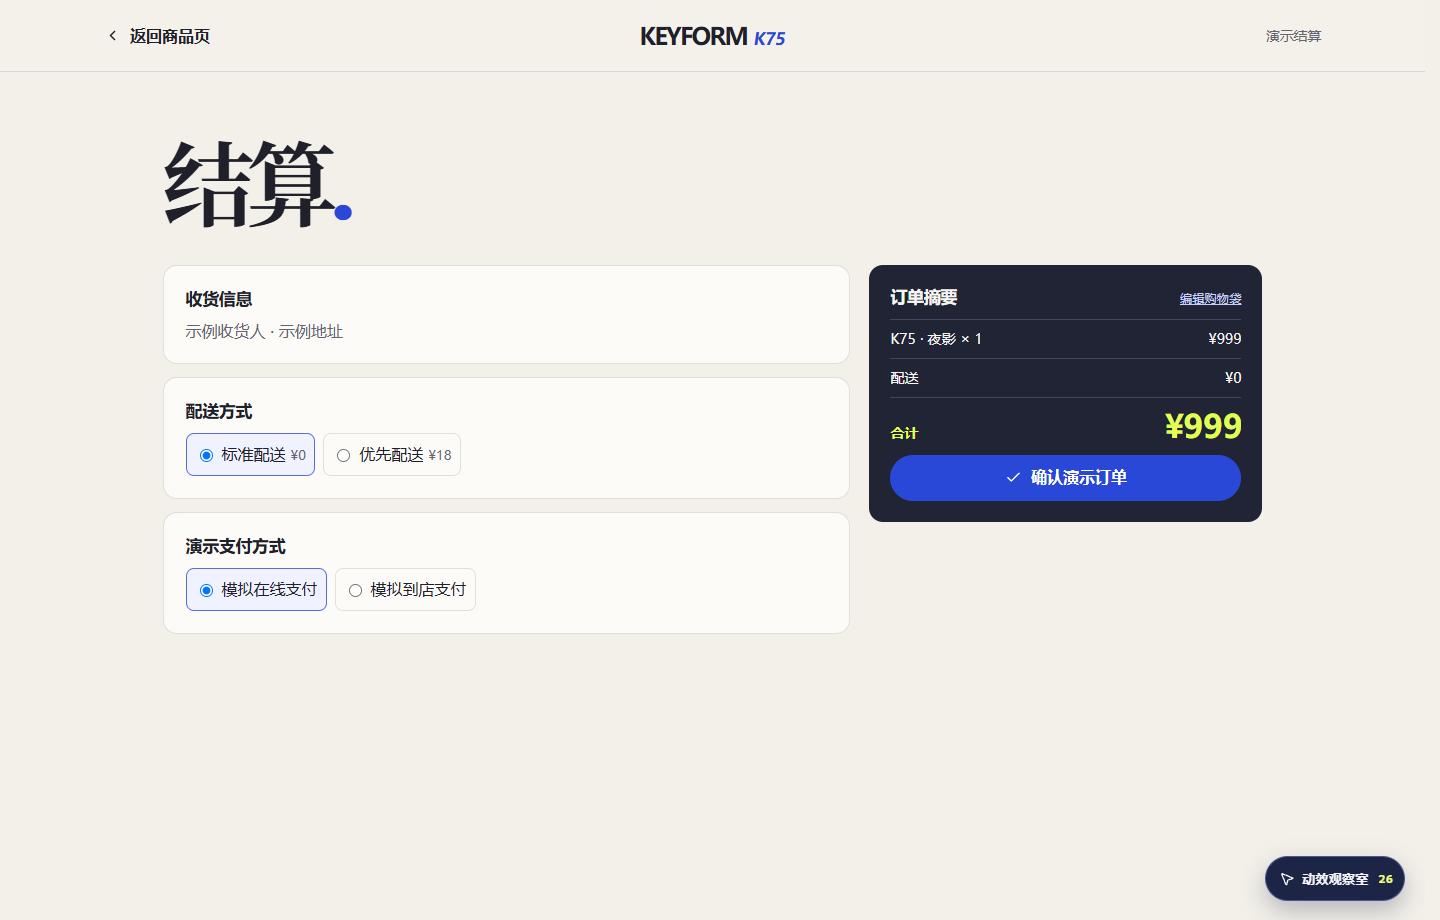 返回商品页
KEYFORM K75
演示结算
结算.
收货信息
示例收货人 · 示例地址
配送方式
标准配送 ¥0
优先配送 ¥18
演示支付方式
模拟在线支付
模拟到店支付
订单摘要
编辑购物袋
K75 · 夜影 × 1
¥999
配送
¥0
合计
¥999
确认演示订单
动效观察室 26